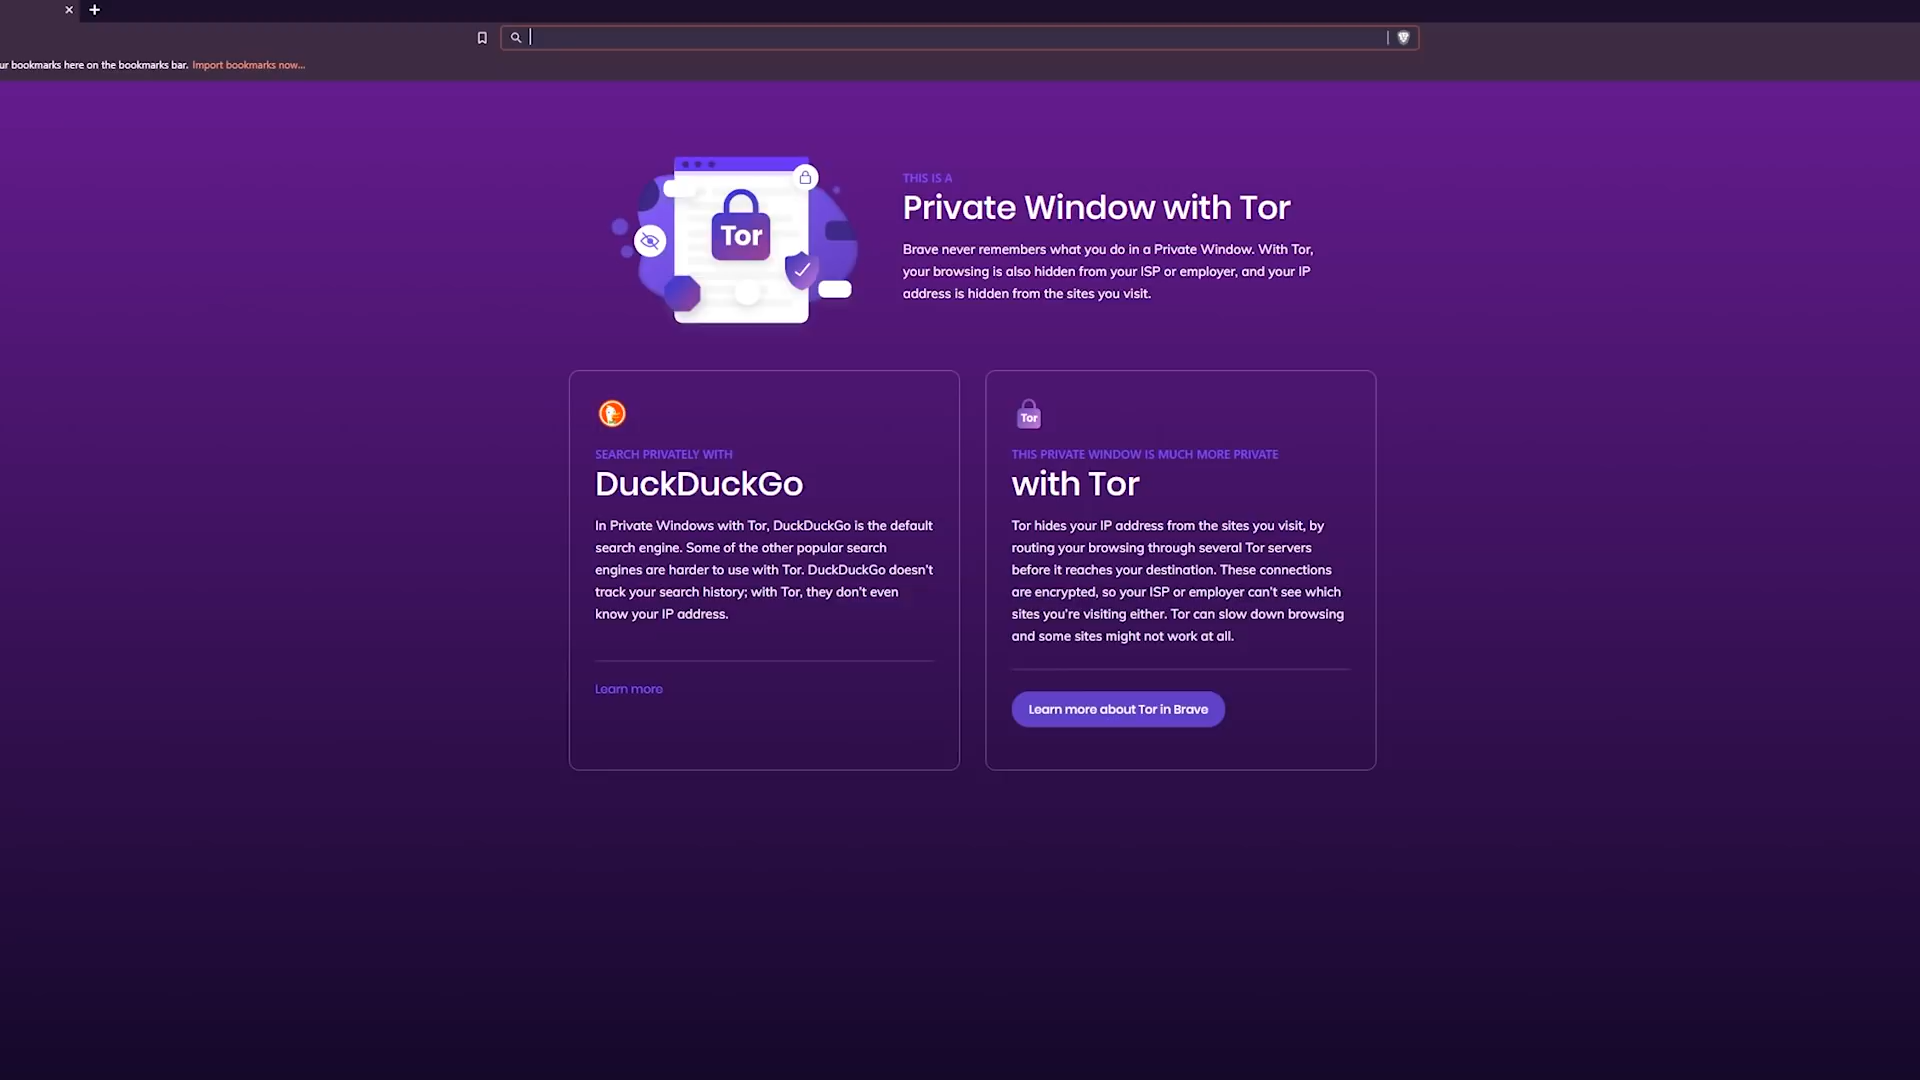 ur bookmarks here on the bookmarks bar. Import bookmarks now...
Tor
THIS IS A
Private Window with Tor
Brave never remembers what you do in a Private Window. With Tor,
your browsing is also hidden from your ISP or employer, and your IP
address is hidden from the sites you visit.
SEARCH PRIVATELY WITH
DuckDuckGo
In Private Windows with Tor, DuckDuckGo is the default
search engine. Some of the other popular search
engines are harder to use with Tor. DuckDuckGo doesn't
track your search history; with Tor, they don't even
know your IP address.
Learn more
Tor
THIS PRIVATE WINDOW IS MUCH MORE PRIVATE
with Tor
Tor hides your IP address from the sites you visit, by
routing your browsing through several Tor servers
before it reaches your destination. These connections
are encrypted, so your ISP or employer can't see which
sites you're visiting either. Tor can slow down browsing
and some sites might not work at all.
Learn more about Tor in Brave